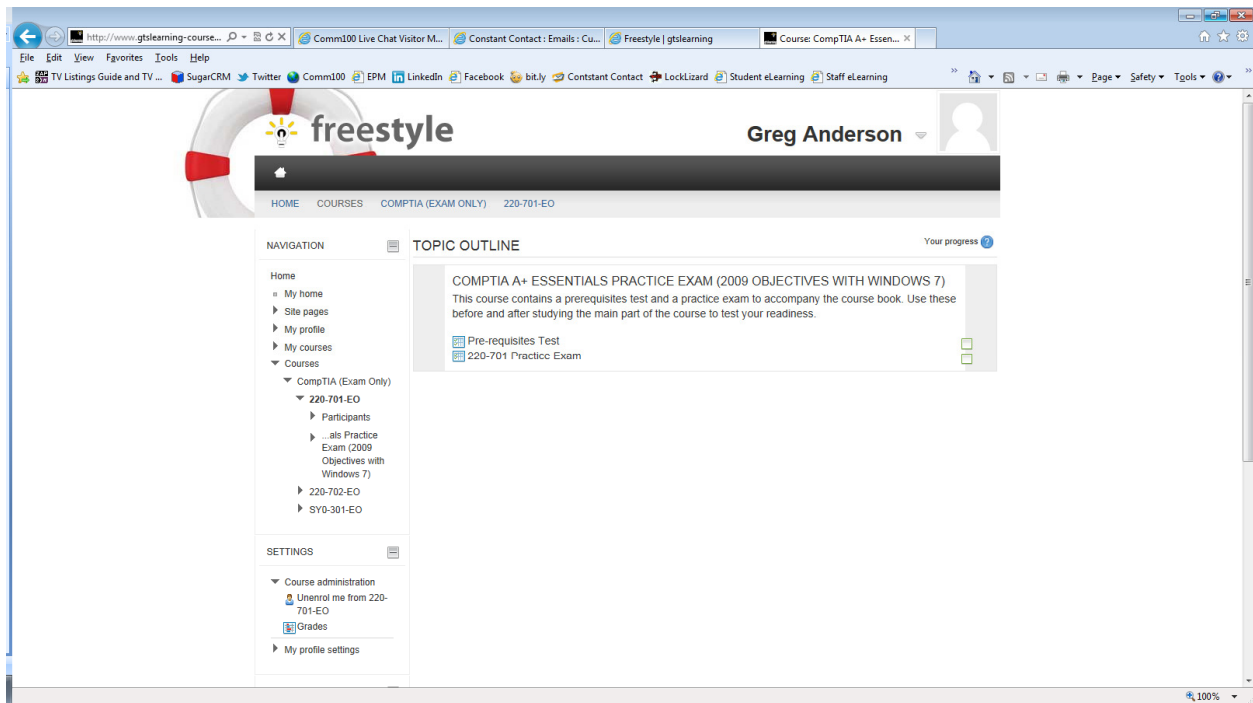 http://www.gtslearning-course...
Comm100 Live Chat Visitor M...
Constant Contact : Emails : Cu...
Freestyle | gtslearning
Course: CompTIA A+ Essen...
File Edit View Favorites Tools Help
TV Listings Guide and TV ... SugarCRM Twitter Comm100 EPM LinkedIn Facebook bit.ly Contstant Contact LockLizard Student eLearning Staff eLearning
Page Safety Tools
freestyle
Greg Anderson
HOME COURSES COMPTIA (EXAM ONLY) 220-701-EO
NAVIGATION
Home
My home
Site pages
My profile
My courses
Courses
CompTIA (Exam Only)
220-701-EO
Participants
...als Practice
Exam (2009
Objectives with
Windows 7)
220-702-EO
SY0-301-EO
SETTINGS
Course administration
Unenrol me from 220-
701-EO
Grades
My profile settings
TOPIC OUTLINE
Your progress
COMPTIA A+ ESSENTIALS PRACTICE EXAM (2009 OBJECTIVES WITH WINDOWS 7)
This course contains a prerequisites test and a practice exam to accompany the course book. Use these
before and after studying the main part of the course to test your readiness.
Pre-requisites Test
220-701 Practice Exam
100%